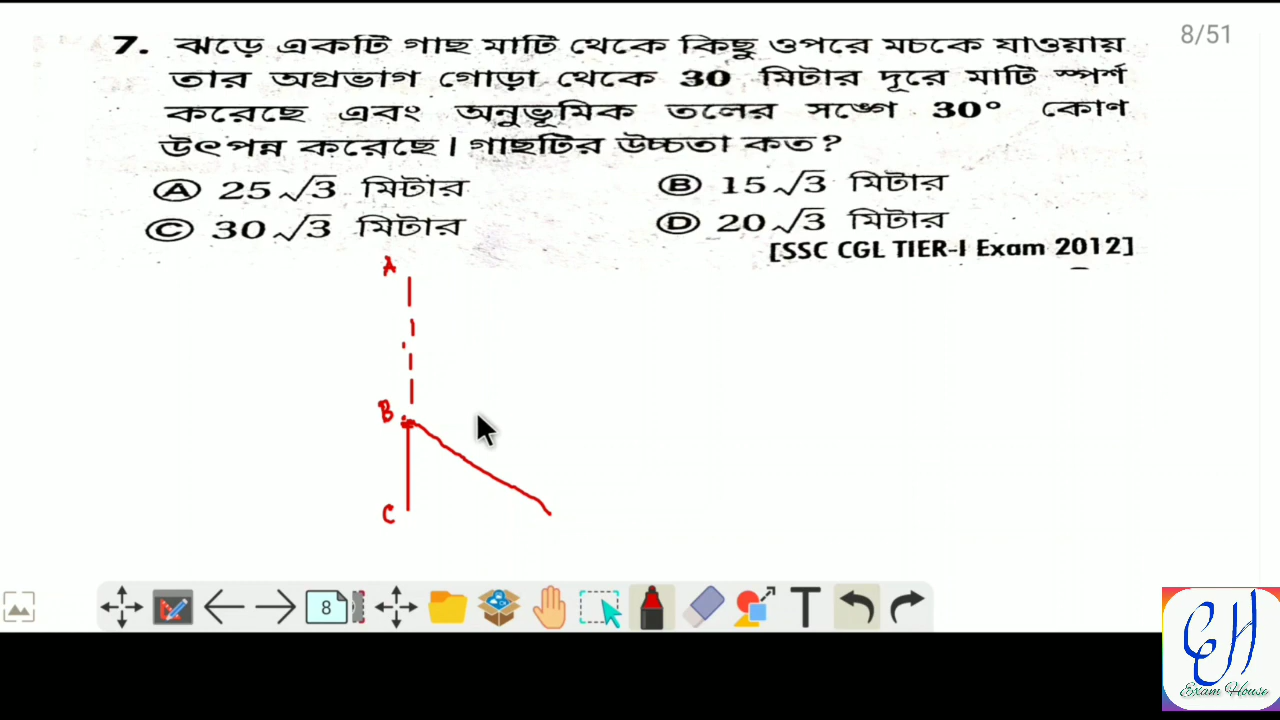 8/51
7. ঝড়ে একটি গাছ মাটি থেকে কিছু ওপরে মচকে যাওয়ায়
তার অগ্রভাগ গোড়া থেকে 30 মিটার দূরে মাটি স্পর্শ
করেছে এবং অনুভূমিক তলের সঙ্গে 30° কোণ
উৎপন্ন করেছে। গাছটির উচ্চতা কত?
Ⓐ 25√3 মিটার Ⓑ 15√3 মিটার
Ⓒ 30√3 মিটার Ⓓ 20√3 মিটার
[SSC CGL TIER-I Exam 2012]
A
B
C
8
T
EH
Exam House